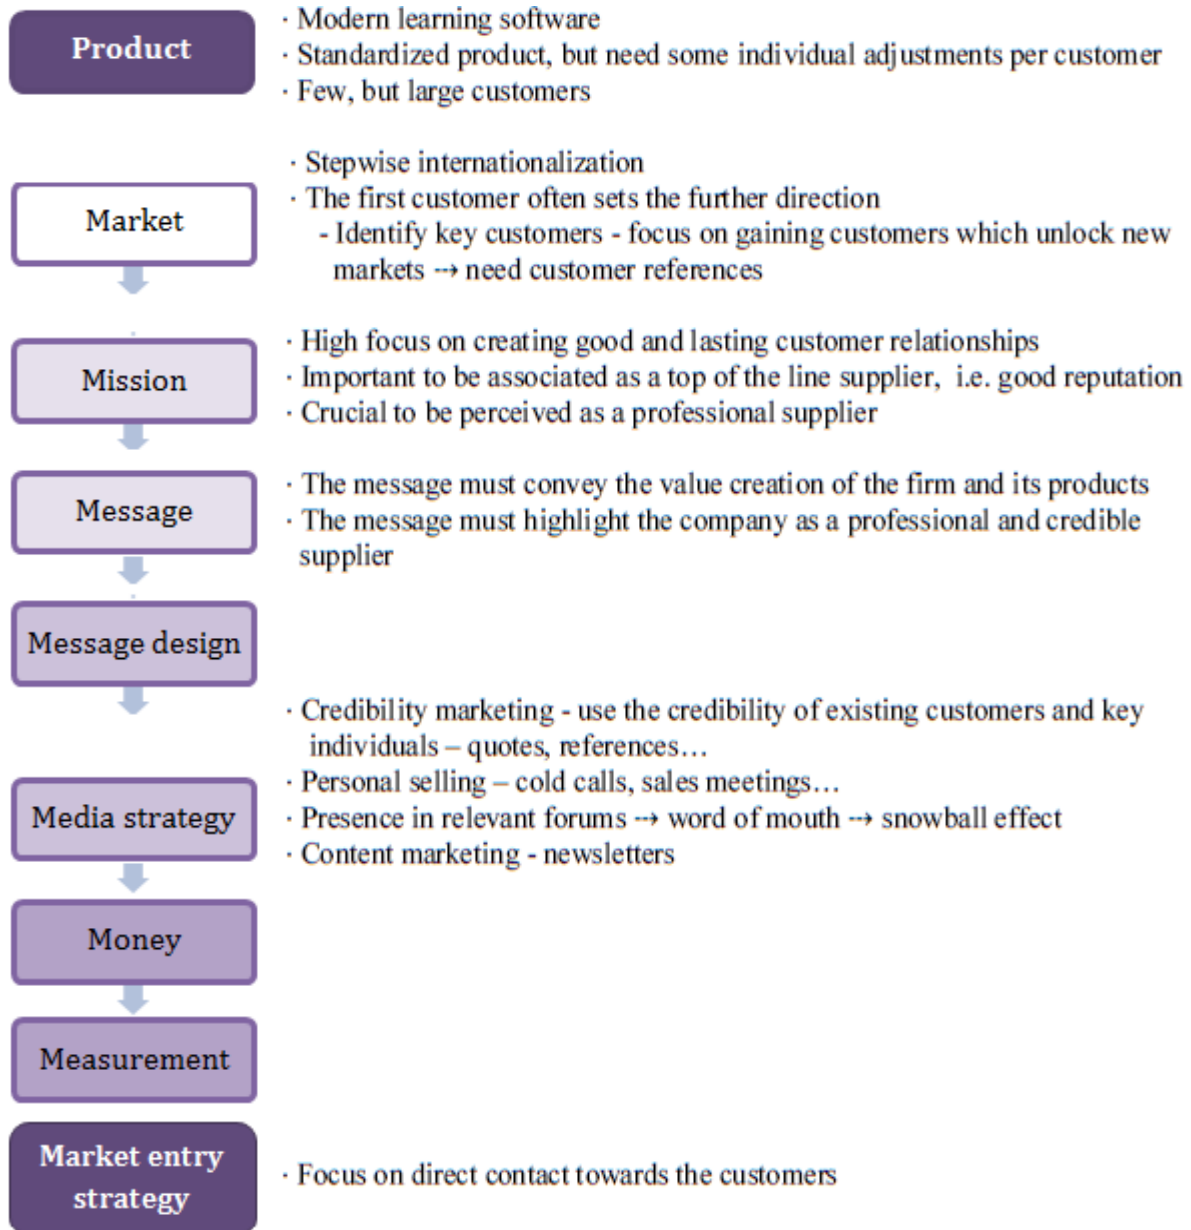 Product
· Modern learning software
· Standardized product, but need some individual adjustments per customer
· Few, but large customers
Market
· Stepwise internationalization
· The first customer often sets the further direction
- Identify key customers - focus on gaining customers which unlock new
markets ⇢ need customer references
Mission
· High focus on creating good and lasting customer relationships
· Important to be associated as a top of the line supplier, i.e. good reputation
· Crucial to be perceived as a professional supplier
Message
· The message must convey the value creation of the firm and its products
· The message must highlight the company as a professional and credible
supplier
Message design
Media strategy
· Credibility marketing - use the credibility of existing customers and key
individuals – quotes, references…
· Personal selling – cold calls, sales meetings…
· Presence in relevant forums ⇢ word of mouth ⇢ snowball effect
· Content marketing - newsletters
Money
Measurement
Market entry
strategy
· Focus on direct contact towards the customers